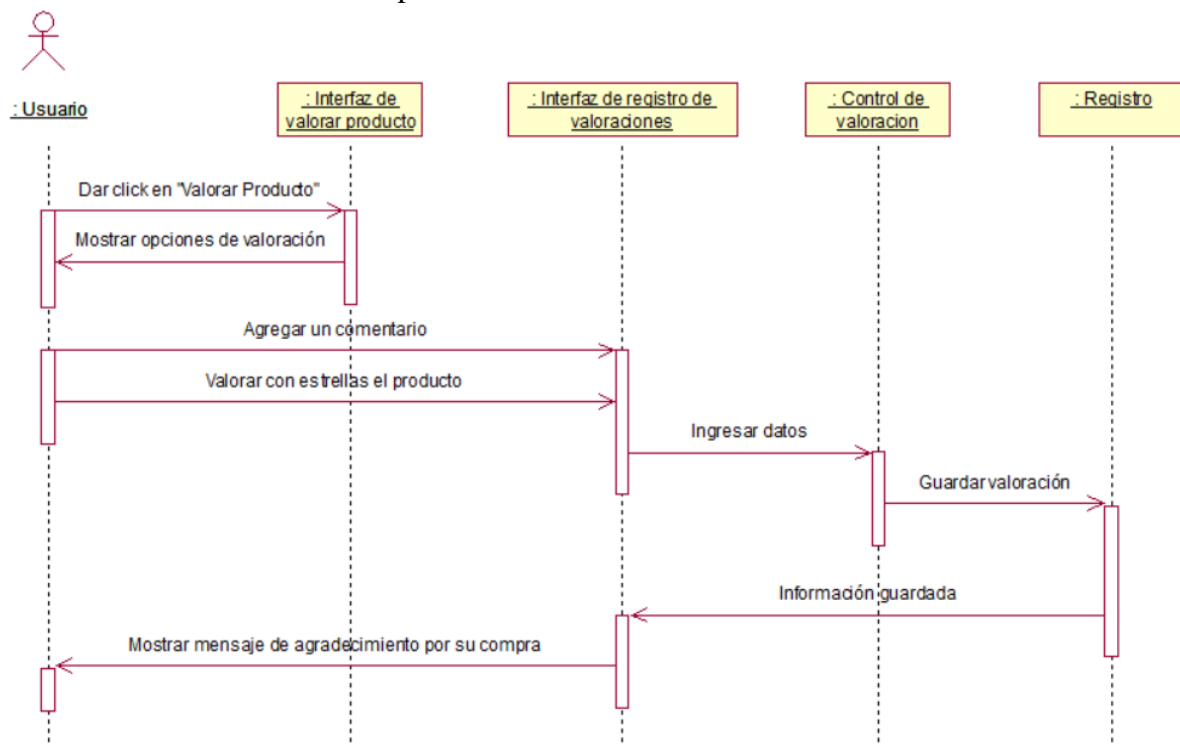 : Usuario
: Interfaz de
valorar producto
: Interfaz de registro de
valoraciones
: Control de
valoracion
: Registro
Dar click en "Valorar Producto"
Mostrar opciones de valoración
Agregar un comentario
Valorar con estrellas el producto
Ingresar datos
Guardar valoración
Información guardada
Mostrar mensaje de agradecimiento por su compra